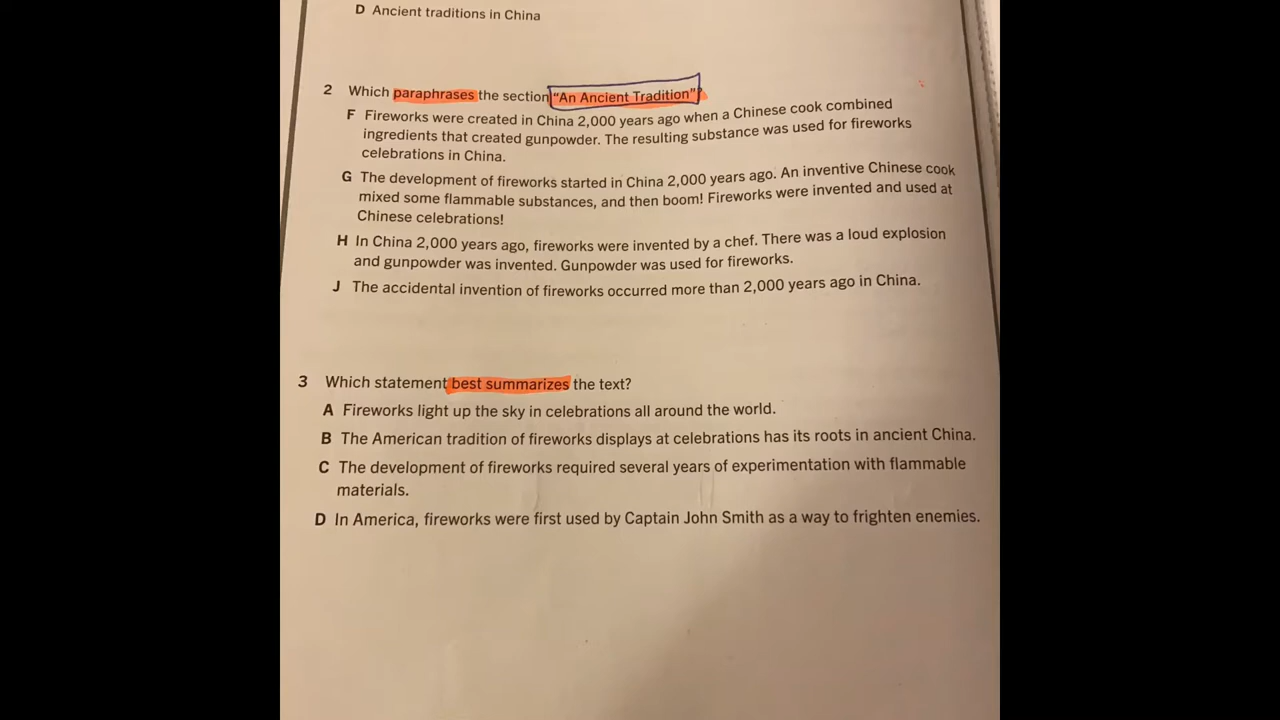 D Ancient traditions in China
2 Which paraphrases the section "An Ancient Tradition"?
F Fireworks were created in China 2,000 years ago when a Chinese cook combined
ingredients that created gunpowder. The resulting substance was used for fireworks
celebrations in China.
G The development of fireworks started in China 2,000 years ago. An inventive Chinese cook
mixed some flammable substances, and then boom! Fireworks were invented and used at
Chinese celebrations!
H In China 2,000 years ago, fireworks were invented by a chef. There was a loud explosion
and gunpowder was invented. Gunpowder was used for fireworks.
J The accidental invention of fireworks occurred more than 2,000 years ago in China.
3 Which statement best summarizes the text?
A Fireworks light up the sky in celebrations all around the world.
B The American tradition of fireworks displays at celebrations has its roots in ancient China.
C The development of fireworks required several years of experimentation with flammable
materials.
D In America, fireworks were first used by Captain John Smith as a way to frighten enemies.